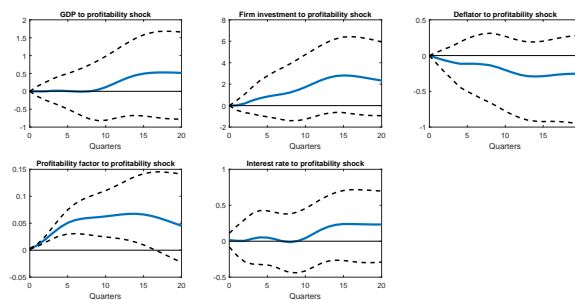 GDP to profitability shock
2
1.5
1
0.5
0
-0.5
-1
0 5 10 15 20
Quarters
Firm investment to profitability shock
8
6
4
2
0
-2
0 5 10 15 20
Quarters
Deflator to profitability shock
0.5
0
-0.5
-1
0 5 10 15
Quarters
Profitability factor to profitability shock
0.15
0.1
0.05
0
-0.05
0 5 10 15 20
Quarters
Interest rate to profitability shock
1
0.5
0
-0.5
0 5 10 15 20
Quarters